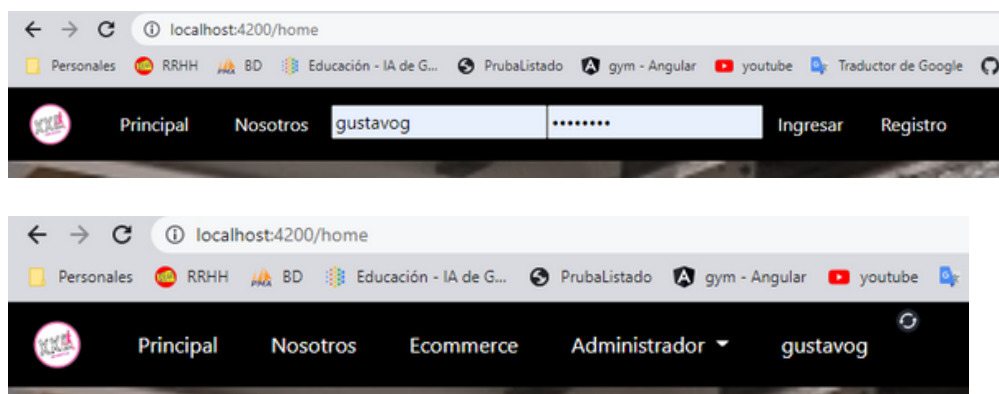 localhost:4200/home
Personales RRHH BD Educación - IA de G... PrubaListado gym - Angular youtube Traductor de Google
XXL Principal Nosotros gustavog •••••••• Ingresar Registro
localhost:4200/home
Personales RRHH BD Educación - IA de G... PrubaListado gym - Angular youtube
XXL Principal Nosotros Ecommerce Administrador gustavog